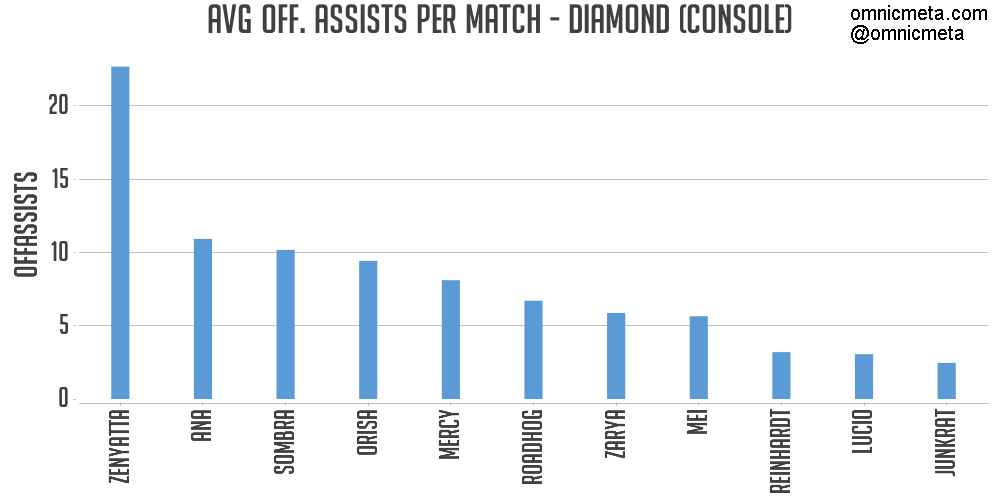 AVG OFF. ASSISTS PER MATCH - DIAMOND (CONSOLE)
omnicmeta.com
@omnicmeta
OFFASSISTS
20
15
10
5
0
ZENYATTA
ANA
SOMBRA
ORISA
MERCY
ROADHOG
ZARYA
MEI
REINHARDT
LUCIO
JUNKRAT